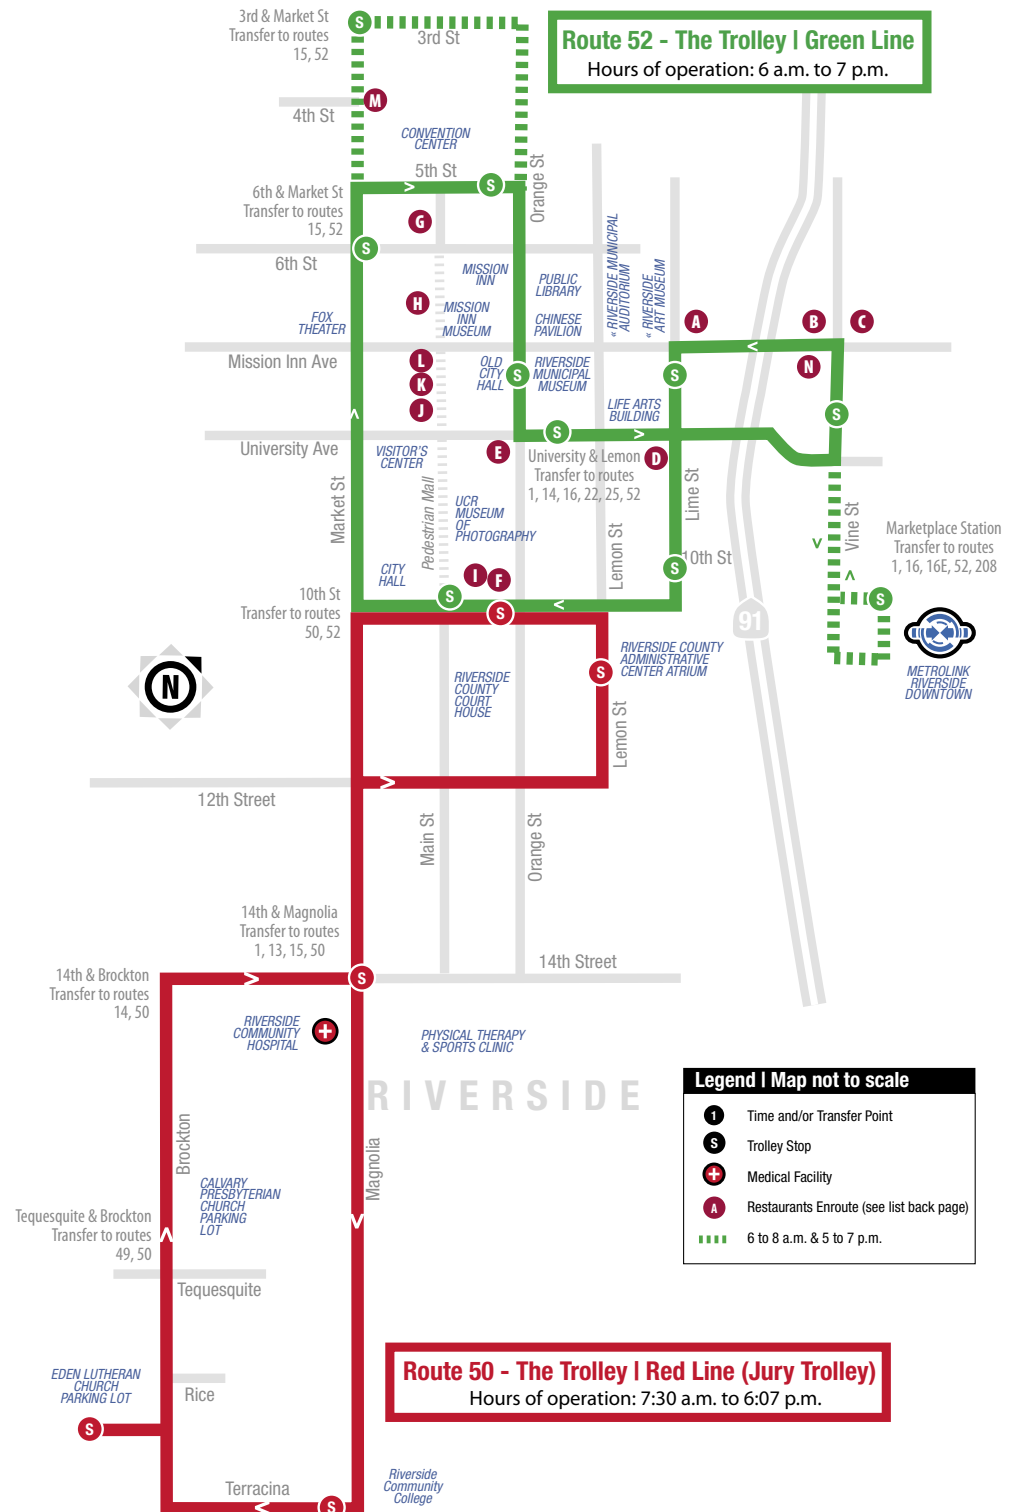 3rd & Market St
Transfer to routes
15, 52
S
3rd St
Route 52 - The Trolley | Green Line
Hours of operation: 6 a.m. to 7 p.m.
M
4th St
CONVENTION
CENTER
5th St
S
Orange St
6th & Market St
Transfer to routes
15, 52
>
G
S
6th St
MISSION
INN
PUBLIC
LIBRARY
« RIVERSIDE MUNICIPAL
AUDITORIUM
« RIVERSIDE
ART MUSEUM
H
MISSION
INN
MUSEUM
FOX
THEATER
CHINESE
PAVILION
A
B
C
Mission Inn Ave
L
K
J
OLD
CITY
HALL
S
RIVERSIDE
MUNICIPAL
MUSEUM
S
<
N
LIFE ARTS
BUILDING
S
>
S
>
University Ave
VISITOR'S
CENTER
E
University & Lemon
Transfer to routes
1, 14, 16, 22, 25, 52
D
Market St
Pedestrian Mall
UCR
MUSEUM
OF
PHOTOGRAPHY
Lemon St
Lime St
Vine St
Marketplace Station
Transfer to routes
1, 16, 16E, 52, 208
>
>
10th St
CITY
HALL
I
F
S
S
S
10th St
Transfer to routes
50, 52
<
S
91
N
RIVERSIDE COUNTY
ADMINISTRATIVE
CENTER ATRIUM
S
METROLINK
RIVERSIDE
DOWNTOWN
RIVERSIDE
COUNTY
COURT
HOUSE
Lemon St
>
12th Street
Main St
Orange St
14th & Magnolia
Transfer to routes
1, 13, 15, 50
14th Street
14th & Brockton
Transfer to routes
14, 50
>
S
RIVERSIDE
COMMUNITY
HOSPITAL
PHYSICAL THERAPY
& SPORTS CLINIC
RIVERSIDE
Legend | Map not to scale
1 Time and/or Transfer Point
S Trolley Stop
Medical Facility
A Restaurants Enroute (see list back page)
6 to 8 a.m. & 5 to 7 p.m.
Brockton
Magnolia
CALVARY
PRESBYTERIAN
CHURCH
PARKING
LOT
Tequesquite & Brockton
Transfer to routes
49, 50
>
>
Tequesquite
EDEN LUTHERAN
CHURCH
PARKING LOT
Rice
Route 50 - The Trolley | Red Line (Jury Trolley)
Hours of operation: 7:30 a.m. to 6:07 p.m.
S
Terracina
Riverside
Community
College
<
S